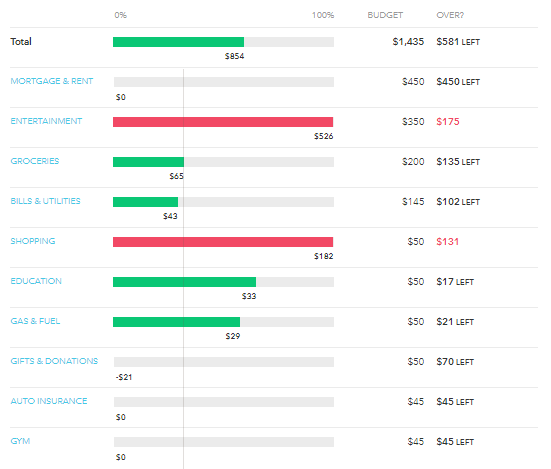 0% 100% BUDGET OVER?
Total $1,435 $581 LEFT
$854
MORTGAGE & RENT $450 $450 LEFT
$0
ENTERTAINMENT $350 $175
$526
GROCERIES $200 $135 LEFT
$65
BILLS & UTILITIES $145 $102 LEFT
$43
SHOPPING $50 $131
$182
EDUCATION $50 $17 LEFT
$33
GAS & FUEL $50 $21 LEFT
$29
GIFTS & DONATIONS $50 $70 LEFT
-$21
AUTO INSURANCE $45 $45 LEFT
$0
GYM $45 $45 LEFT
$0